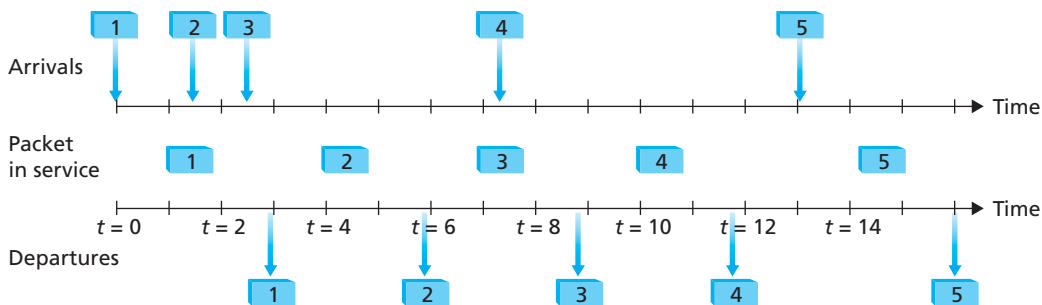 1 2 3 4 5
Arrivals
Time
Packet
in service
1 2 3 4 5
Time
t = 0 t = 2 t = 4 t = 6 t = 8 t = 10 t = 12 t = 14
Departures
1 2 3 4 5